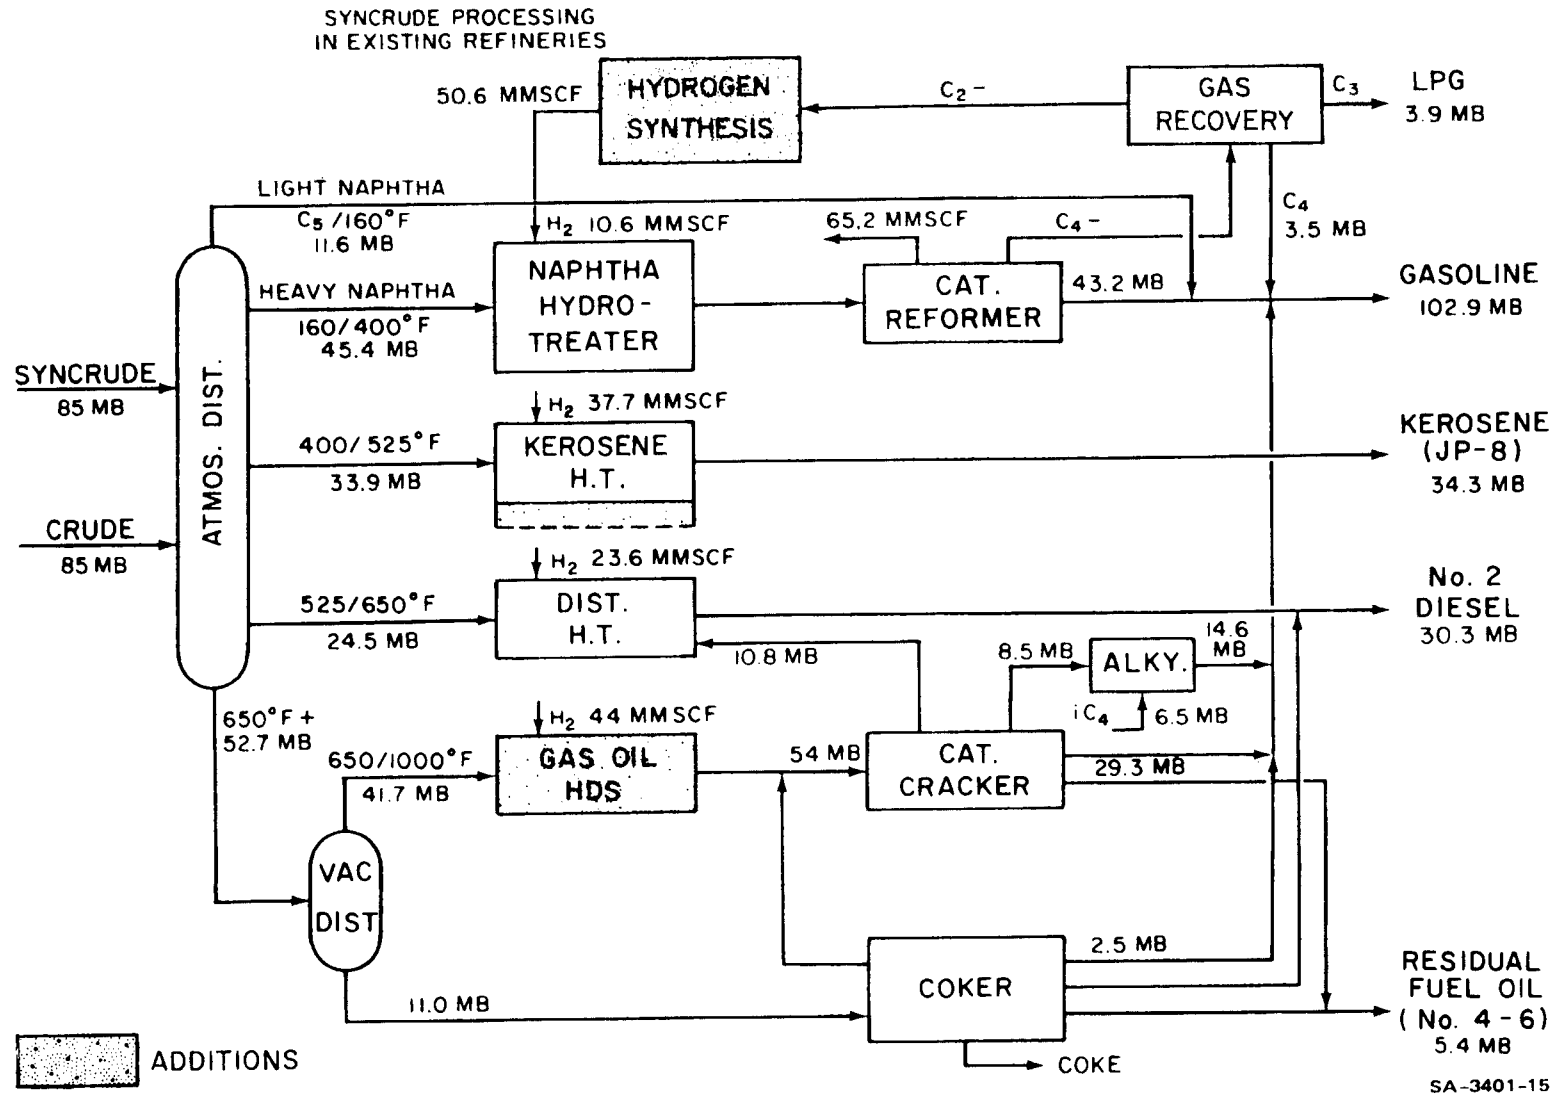 SYNCRUDE PROCESSING
IN EXISTING REFINERIES
50.6 MMSCF
HYDROGEN
SYNTHESIS
C2-
GAS
RECOVERY
C3
LPG
3.9 MB
LIGHT NAPHTHA
C5/160°F
11.6 MB
H2 10.6 MMSCF
65.2 MMSCF
C4-
C4
3.5 MB
HEAVY NAPHTHA
160/400°F
45.4 MB
NAPHTHA
HYDRO-
TREATER
CAT.
REFORMER
43.2 MB
GASOLINE
102.9 MB
SYNCRUDE
85 MB
ATMOS. DIST.
H2 37.7 MMSCF
400/525°F
33.9 MB
KEROSENE
H.T.
KEROSENE
(JP-8)
34.3 MB
CRUDE
85 MB
H2 23.6 MMSCF
525/650°F
24.5 MB
DIST.
H.T.
10.8 MB
8.5 MB
ALKY.
14.6
MB
iC4
6.5 MB
No. 2
DIESEL
30.3 MB
650°F+
52.7 MB
H2 44 MMSCF
650/1000°F
41.7 MB
GAS OIL
HDS
54 MB
CAT.
CRACKER
29.3 MB
VAC
DIST
11.0 MB
COKER
2.5 MB
COKE
RESIDUAL
FUEL OIL
(No. 4-6)
5.4 MB
ADDITIONS
SA-3401-15